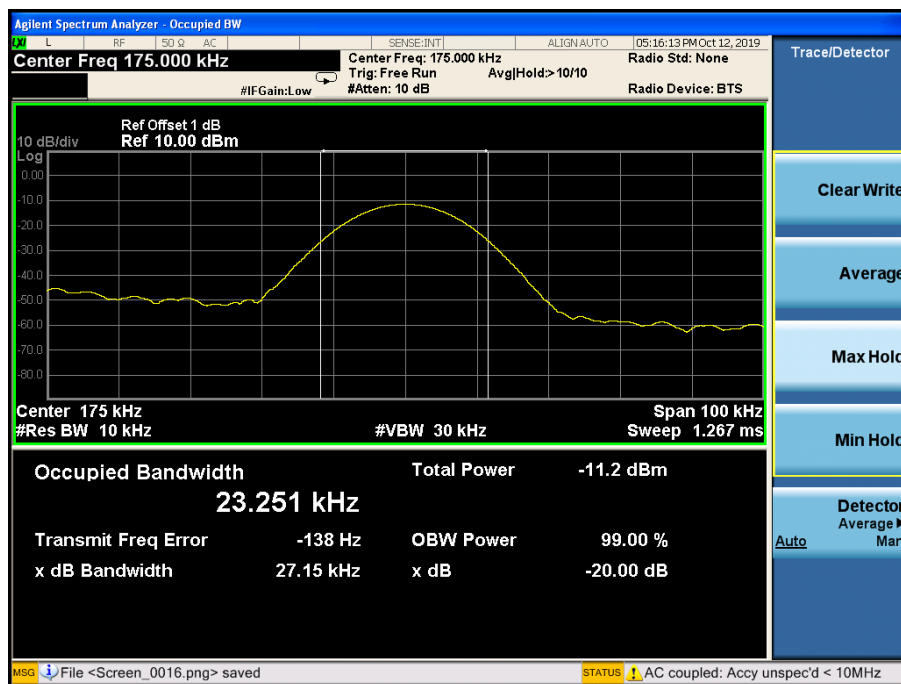 Agilent Spectrum Analyzer - Occupied BW
LXI L RF 50 Ω AC SENSE:INT ALIGN AUTO 05:16:13 PM Oct 12, 2019
Center Freq 175.000 kHz
Center Freq: 175.000 kHz Radio Std: None
Trig: Free Run Avg|Hold:> 10/10
#IFGain:Low #Atten: 10 dB Radio Device: BTS
Trace/Detector
Ref Offset 1 dB
10 dB/div Ref 10.00 dBm
Log
0.00
-10.0
-20.0
-30.0
-40.0
-50.0
-60.0
-70.0
-80.0
Center 175 kHz Span 100 kHz
#Res BW 10 kHz #VBW 30 kHz Sweep 1.267 ms
Occupied Bandwidth Total Power -11.2 dBm
23.251 kHz
Transmit Freq Error -138 Hz OBW Power 99.00 %
x dB Bandwidth 27.15 kHz x dB -20.00 dB
Clear Write
Average
Max Hold
Min Hold
Detector
Average
Auto Man
MSG File <Screen_0016.png> saved STATUS AC coupled: Accy unspec'd < 10MHz